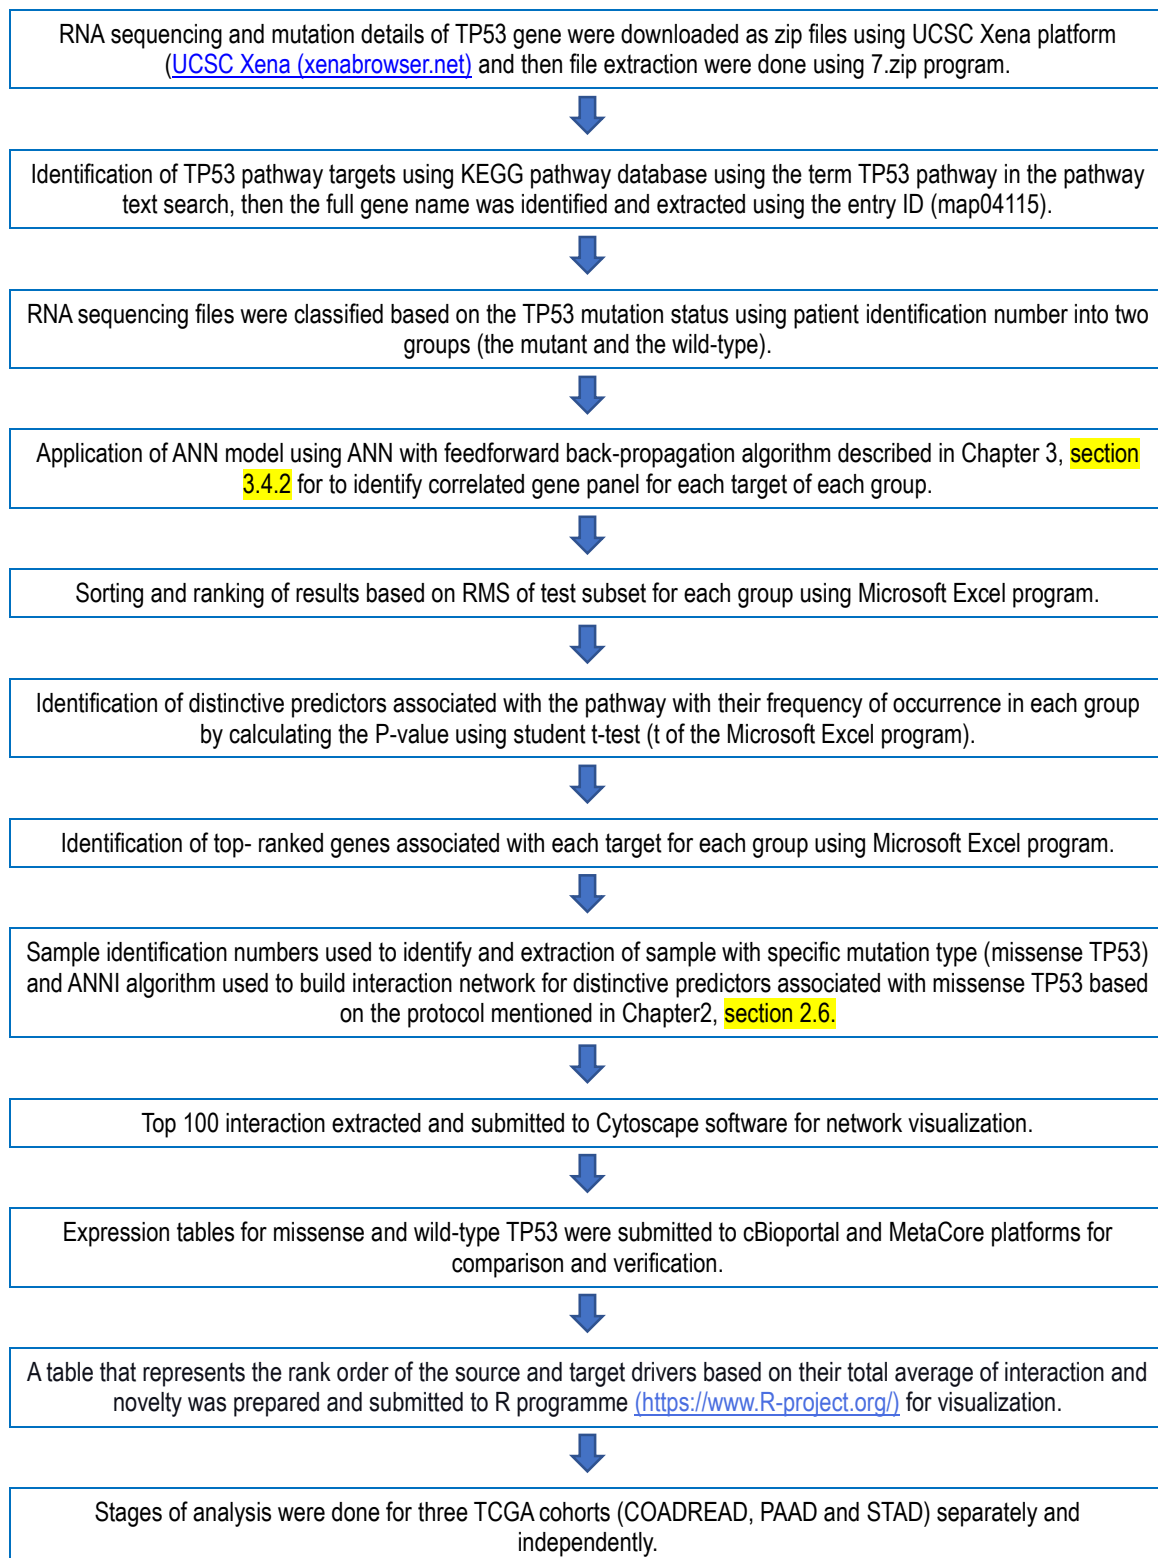 RNA sequencing and mutation details of TP53 gene were downloaded as zip files using UCSC Xena platform
(UCSC Xena (xenabrowser.net) and then file extraction were done using 7.zip program.
Identification of TP53 pathway targets using KEGG pathway database using the term TP53 pathway in the pathway
text search, then the full gene name was identified and extracted using the entry ID (map04115).
RNA sequencing files were classified based on the TP53 mutation status using patient identification number into two
groups (the mutant and the wild-type).
Application of ANN model using ANN with feedforward back-propagation algorithm described in Chapter 3, section
3.4.2 for to identify correlated gene panel for each target of each group.
Sorting and ranking of results based on RMS of test subset for each group using Microsoft Excel program.
Identification of distinctive predictors associated with the pathway with their frequency of occurrence in each group
by calculating the P-value using student t-test (t of the Microsoft Excel program).
Identification of top- ranked genes associated with each target for each group using Microsoft Excel program.
Sample identification numbers used to identify and extraction of sample with specific mutation type (missense TP53)
and ANNI algorithm used to build interaction network for distinctive predictors associated with missense TP53 based
on the protocol mentioned in Chapter2, section 2.6.
Top 100 interaction extracted and submitted to Cytoscape software for network visualization.
Expression tables for missense and wild-type TP53 were submitted to cBioportal and MetaCore platforms for
comparison and verification.
A table that represents the rank order of the source and target drivers based on their total average of interaction and
novelty was prepared and submitted to R programme (https://www.R-project.org/) for visualization.
Stages of analysis were done for three TCGA cohorts (COADREAD, PAAD and STAD) separately and
independently.